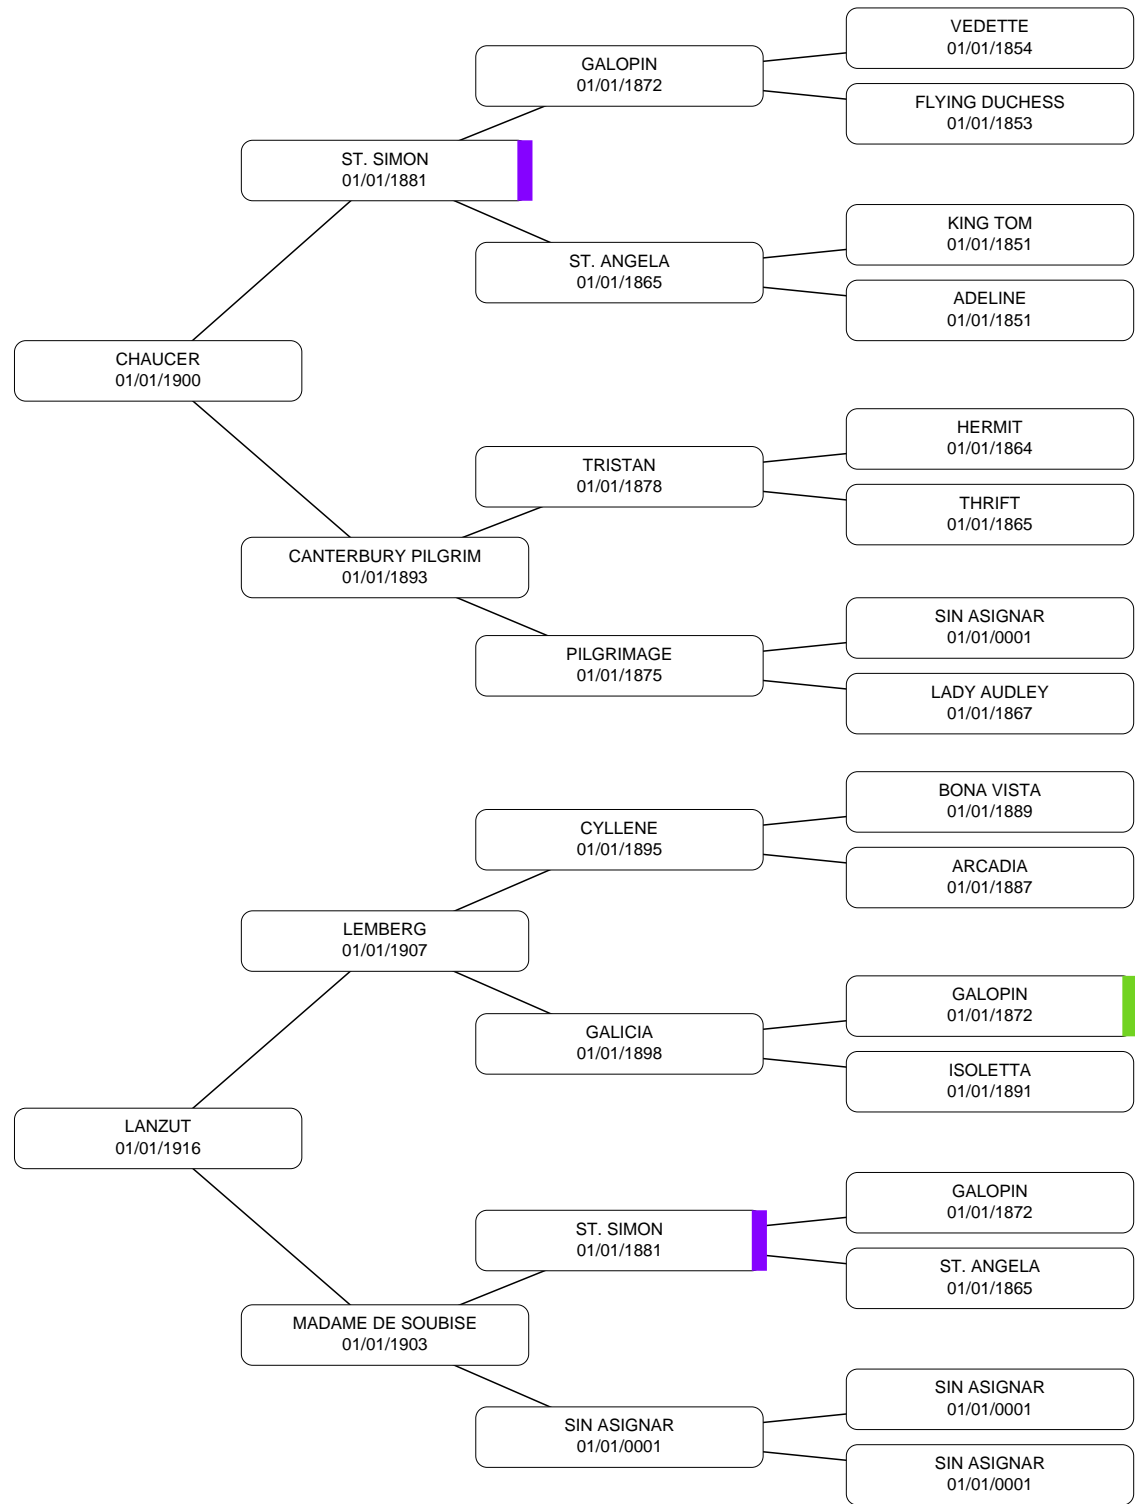 VEDETTE
01/01/1854
GALOPIN
01/01/1872
FLYING DUCHESS
01/01/1853
ST. SIMON
01/01/1881
KING TOM
01/01/1851
ST. ANGELA
01/01/1865
ADELINE
01/01/1851
CHAUCER
01/01/1900
HERMIT
01/01/1864
TRISTAN
01/01/1878
THRIFT
01/01/1865
CANTERBURY PILGRIM
01/01/1893
SIN ASIGNAR
01/01/0001
PILGRIMAGE
01/01/1875
LADY AUDLEY
01/01/1867
BONA VISTA
01/01/1889
CYLLENE
01/01/1895
ARCADIA
01/01/1887
LEMBERG
01/01/1907
GALOPIN
01/01/1872
GALICIA
01/01/1898
ISOLETTA
01/01/1891
LANZUT
01/01/1916
GALOPIN
01/01/1872
ST. SIMON
01/01/1881
ST. ANGELA
01/01/1865
MADAME DE SOUBISE
01/01/1903
SIN ASIGNAR
01/01/0001
SIN ASIGNAR
01/01/0001
SIN ASIGNAR
01/01/0001